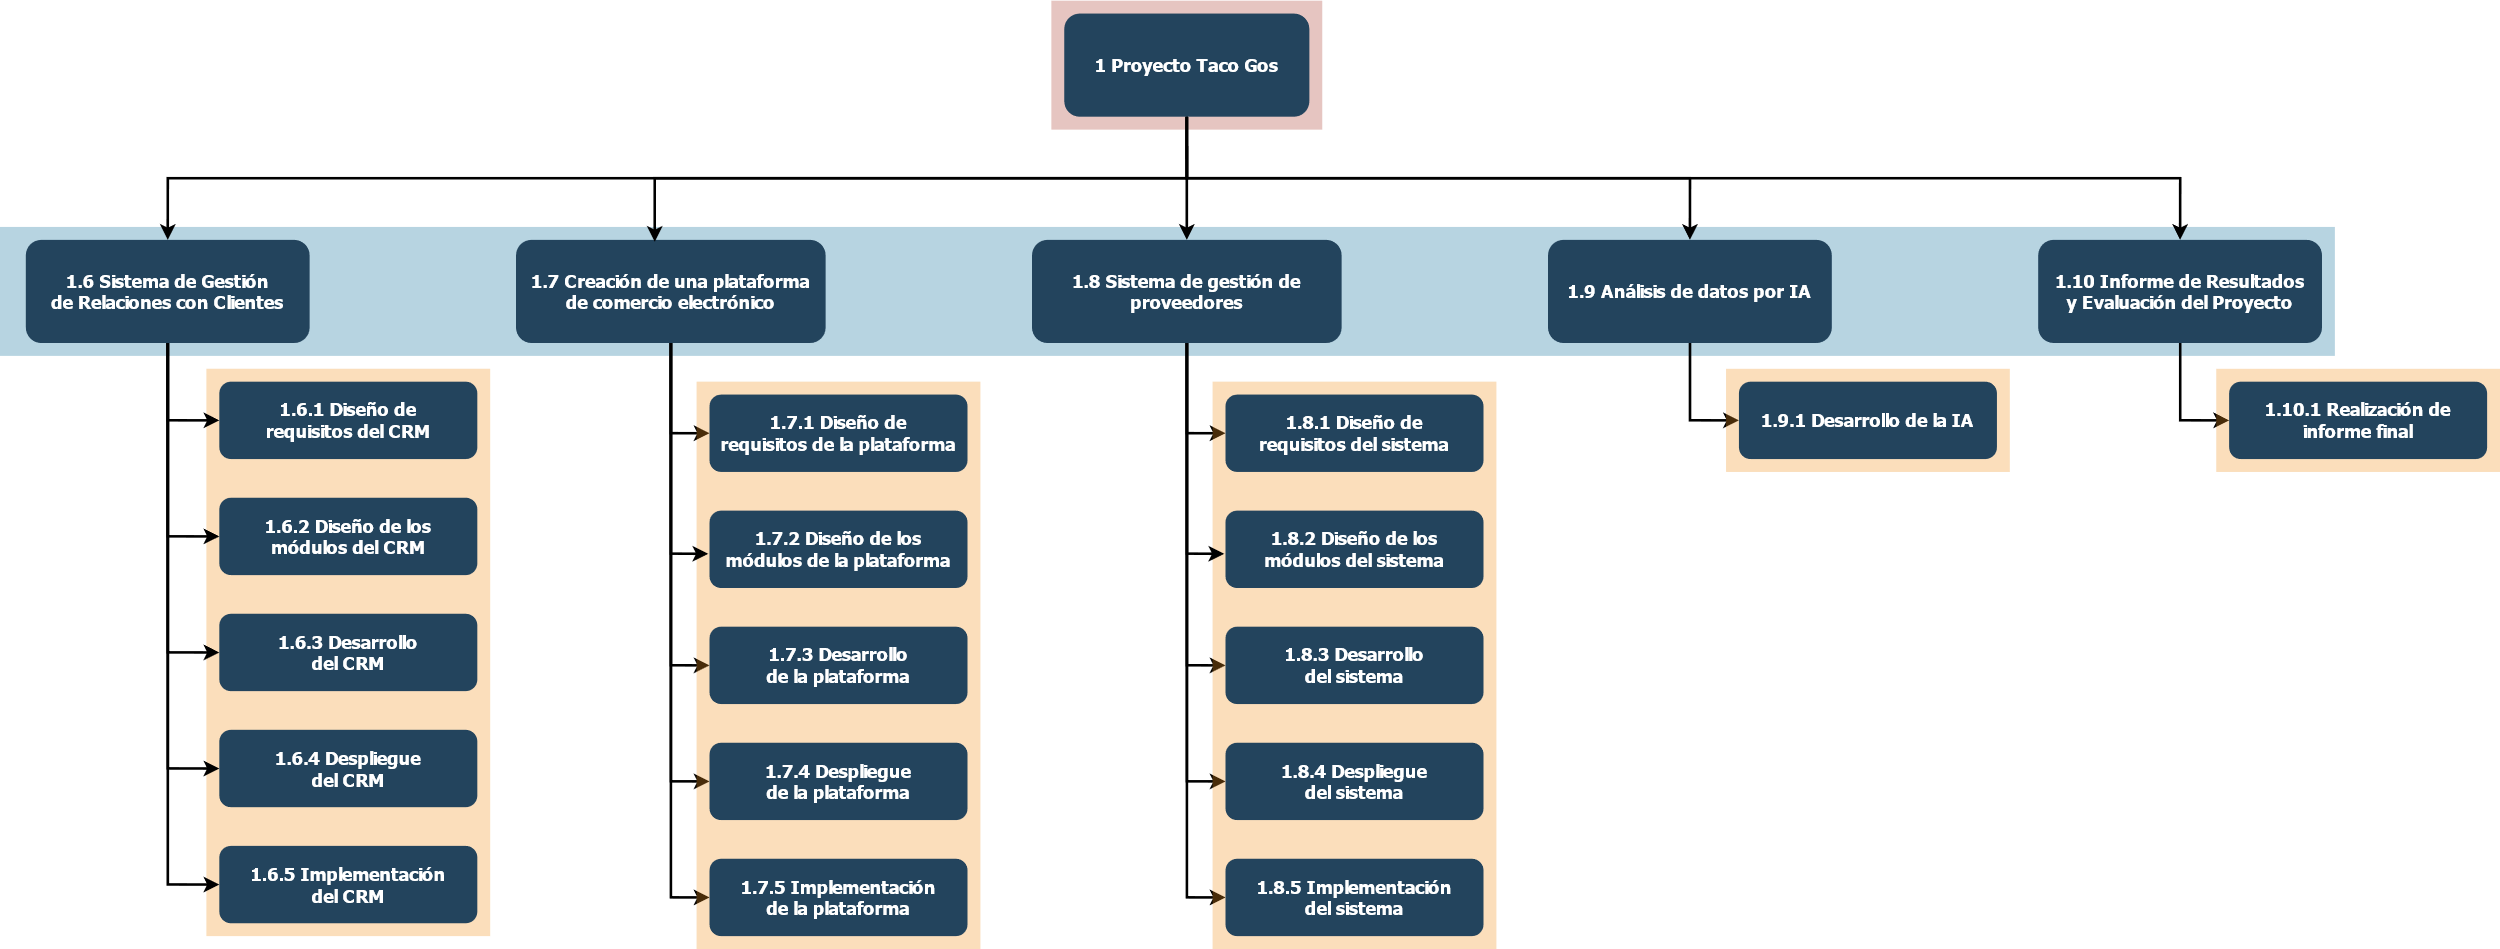 1 Proyecto Taco Gos
1.6 Sistema de Gestión
de Relaciones con Clientes
1.7 Creación de una plataforma
de comercio electrónico
1.8 Sistema de gestión de
proveedores
1.9 Análisis de datos por IA
1.10 Informe de Resultados
y Evaluación del Proyecto
1.6.1 Diseño de
requisitos del CRM
1.6.2 Diseño de los
módulos del CRM
1.6.3 Desarrollo
del CRM
1.6.4 Despliegue
del CRM
1.6.5 Implementación
del CRM
1.7.1 Diseño de
requisitos de la plataforma
1.7.2 Diseño de los
módulos de la plataforma
1.7.3 Desarrollo
de la plataforma
1.7.4 Despliegue
de la plataforma
1.7.5 Implementación
de la plataforma
1.8.1 Diseño de
requisitos del sistema
1.8.2 Diseño de los
módulos del sistema
1.8.3 Desarrollo
del sistema
1.8.4 Despliegue
del sistema
1.8.5 Implementación
del sistema
1.9.1 Desarrollo de la IA
1.10.1 Realización de
informe final